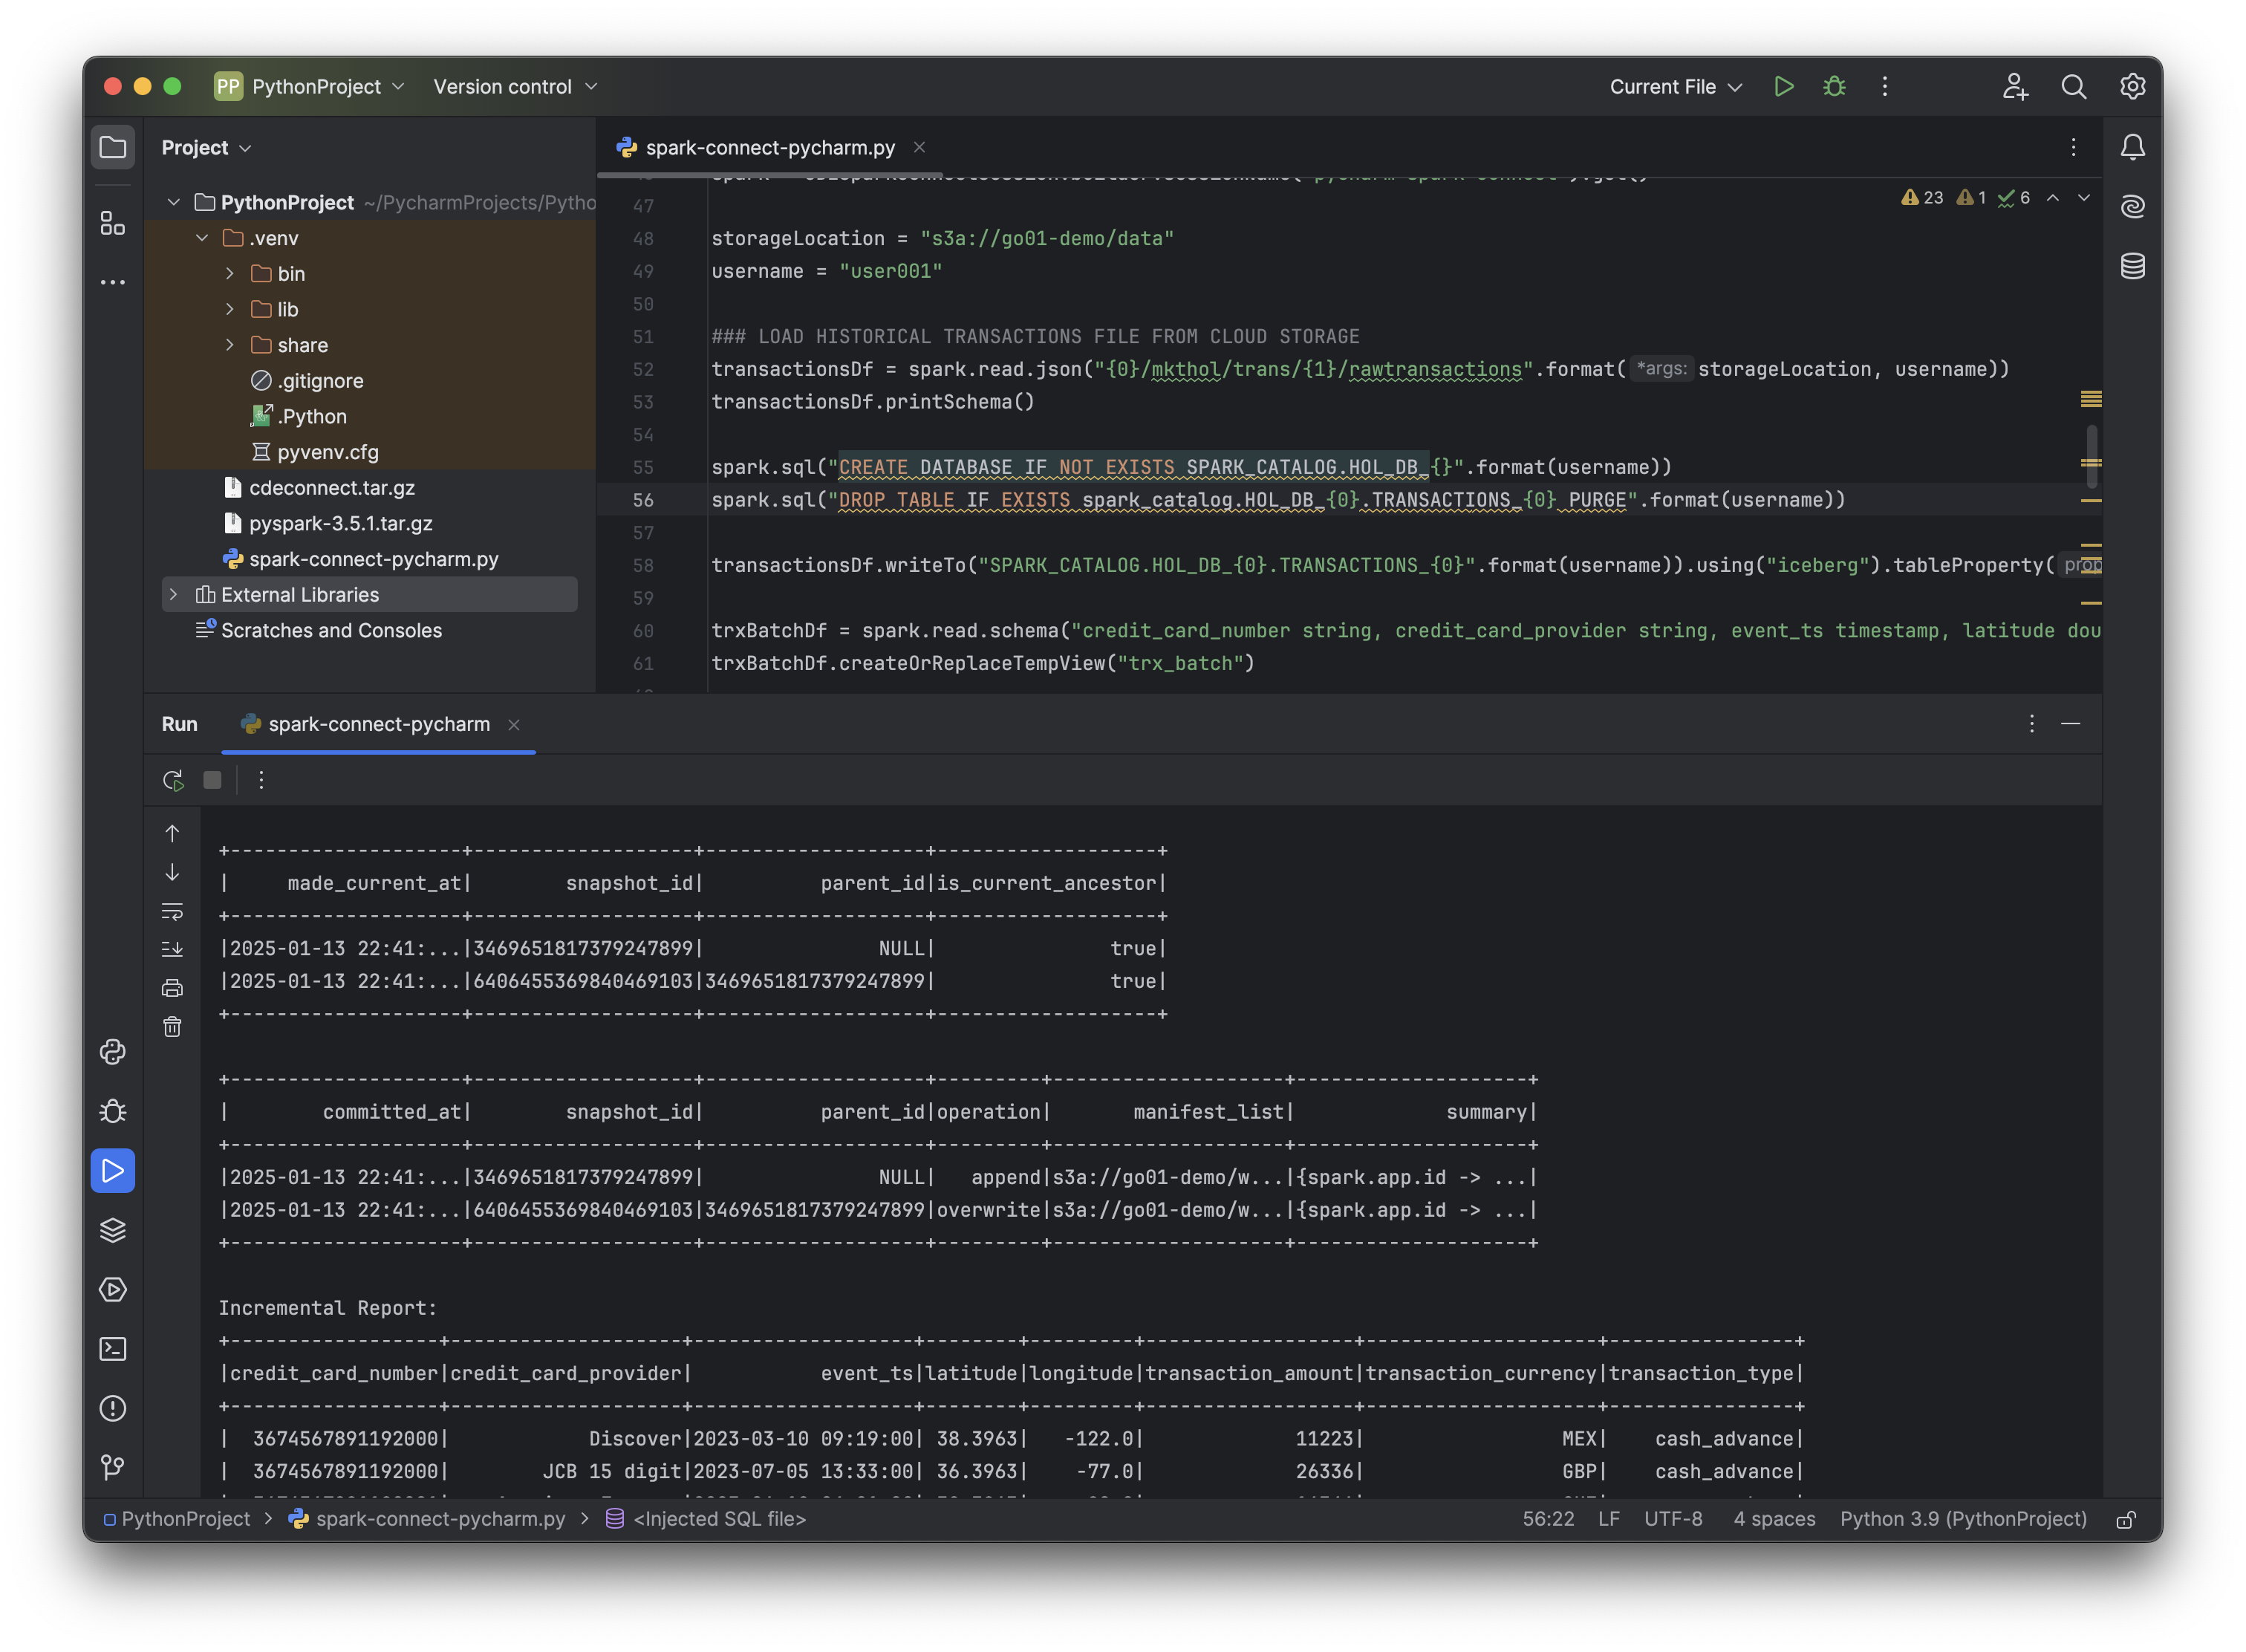 PP PythonProject Version control Current File
Project
spark-connect-pycharm.py
PythonProject ~/PycharmProjects/Pytho
.venv
bin
lib
share
.gitignore
.Python
pyvenv.cfg
cdeconnect.tar.gz
pyspark-3.5.1.tar.gz
spark-connect-pycharm.py
External Libraries
Scratches and Consoles
23 1 6
47
48 storageLocation = "s3a://go01-demo/data"
49 username = "user001"
50
51 ### LOAD HISTORICAL TRANSACTIONS FILE FROM CLOUD STORAGE
52 transactionsDf = spark.read.json("{0}/mkthol/trans/{1}/rawtransactions".format( *args: storageLocation, username))
53 transactionsDf.printSchema()
54
55 spark.sql("CREATE DATABASE IF NOT EXISTS SPARK_CATALOG.HOL_DB_{}".format(username))
56 spark.sql("DROP TABLE IF EXISTS spark_catalog.HOL_DB_{0}.TRANSACTIONS_{0} PURGE".format(username))
57
58 transactionsDf.writeTo("SPARK_CATALOG.HOL_DB_{0}.TRANSACTIONS_{0}".format(username)).using("iceberg").tableProperty( prop
59
60 trxBatchDf = spark.read.schema("credit_card_number string, credit_card_provider string, event_ts timestamp, latitude dou
61 trxBatchDf.createOrReplaceTempView("trx_batch")
Run spark-connect-pycharm
+--------------------+-------------------+-------------------+-------------------+
|     made_current_at|        snapshot_id|          parent_id|is_current_ancestor|
+--------------------+-------------------+-------------------+-------------------+
|2025-01-13 22:41:...|3469651817379247899|               NULL|               true|
|2025-01-13 22:41:...|6406455369840469103|3469651817379247899|               true|
+--------------------+-------------------+-------------------+-------------------+
+--------------------+-------------------+-------------------+---------+--------------------+--------------------+
|        committed_at|        snapshot_id|          parent_id|operation|       manifest_list|             summary|
+--------------------+-------------------+-------------------+---------+--------------------+--------------------+
|2025-01-13 22:41:...|3469651817379247899|               NULL|   append|s3a://go01-demo/w...|{spark.app.id -> ...|
|2025-01-13 22:41:...|6406455369840469103|3469651817379247899|overwrite|s3a://go01-demo/w...|{spark.app.id -> ...|
+--------------------+-------------------+-------------------+---------+--------------------+--------------------+
Incremental Report:
+------------------+--------------------+-------------------+--------+---------+------------------+--------------------+----------------+
|credit_card_number|credit_card_provider|           event_ts|latitude|longitude|transaction_amount|transaction_currency|transaction_type|
+------------------+--------------------+-------------------+--------+---------+------------------+--------------------+----------------+
|  3674567891192000|            Discover|2023-03-10 09:19:00| 38.3963|   -122.0|             11223|                 MEX|    cash_advance|
|  3674567891192000|        JCB 15 digit|2023-07-05 13:33:00| 36.3963|    -77.0|             26336|                 GBP|    cash_advance|
PythonProject > spark-connect-pycharm.py > <Injected SQL file> 56:22 LF UTF-8 4 spaces Python 3.9 (PythonProject)